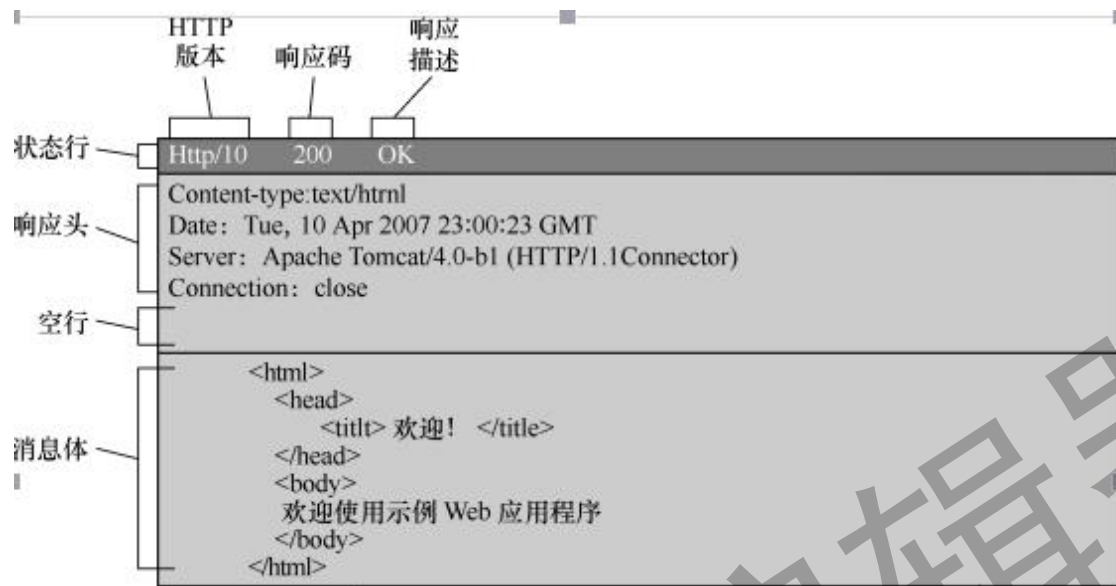 HTTP
版本
响应码
响应
描述
状态行
Http/10 200 OK
响应头
Content-type:text/htrnl
Date：Tue, 10 Apr 2007 23:00:23 GMT
Server：Apache Tomcat/4.0-b1 (HTTP/1.1Connector)
Connection：close
空行
消息体
<html>
<head>
<titlt> 欢迎！ </title>
</head>
<body>
欢迎使用示例 Web 应用程序
</body>
</html>
辑